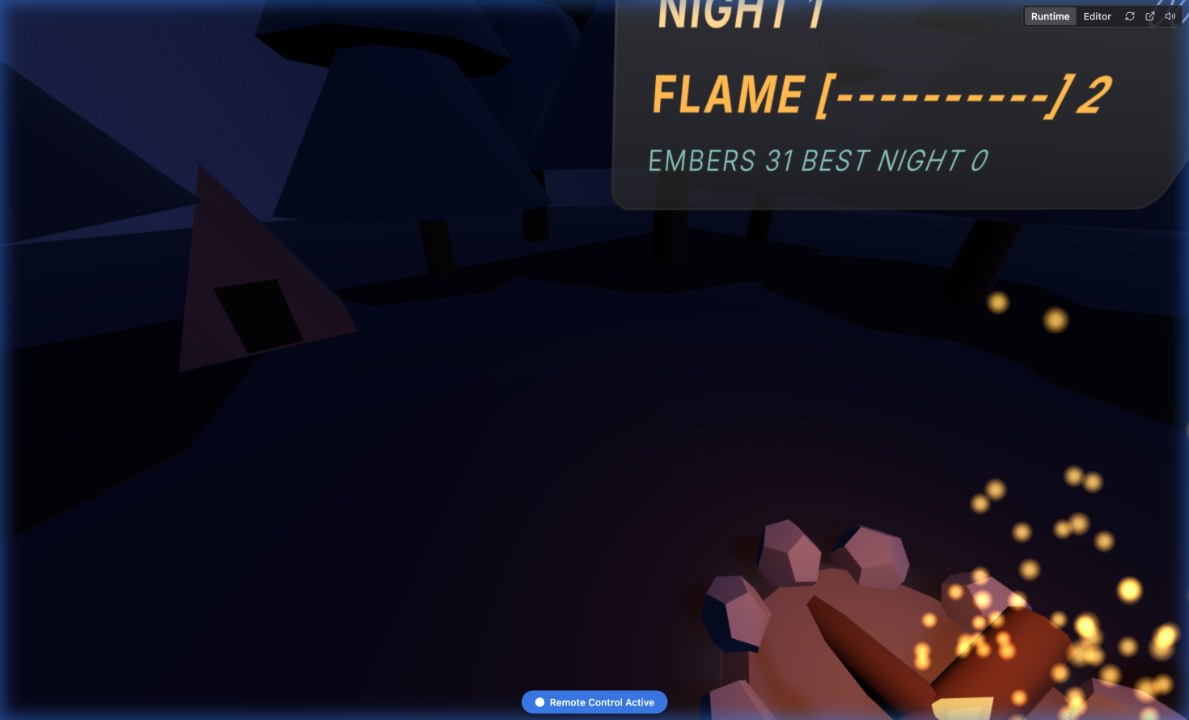 NIGHT 1
Runtime Editor
FLAME [----------] 2
EMBERS 31 BEST NIGHT 0
Remote Control Active